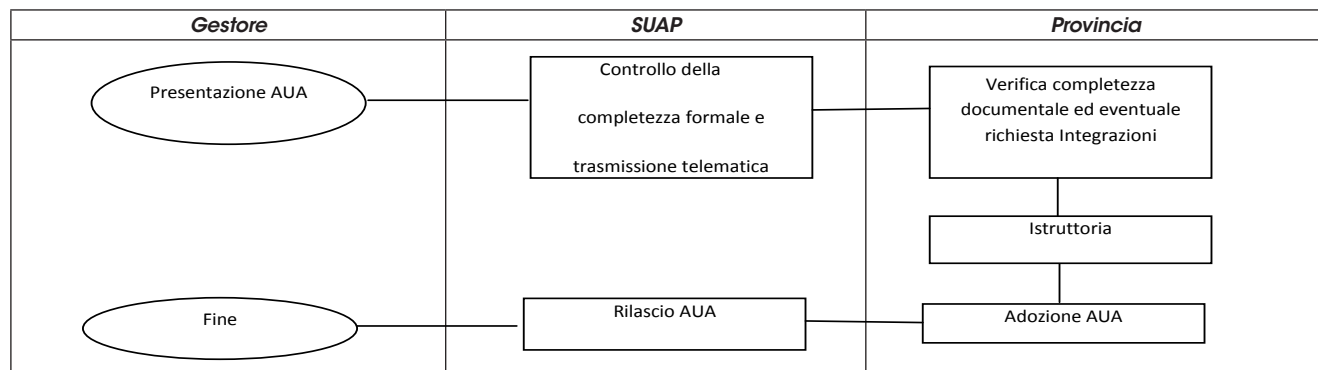 Gestore
SUAP
Provincia
Presentazione AUA
Controllo della
completezza formale e
trasmissione telematica
Verifica completezza
documentale ed eventuale
richiesta Integrazioni
Istruttoria
Adozione AUA
Rilascio AUA
Fine